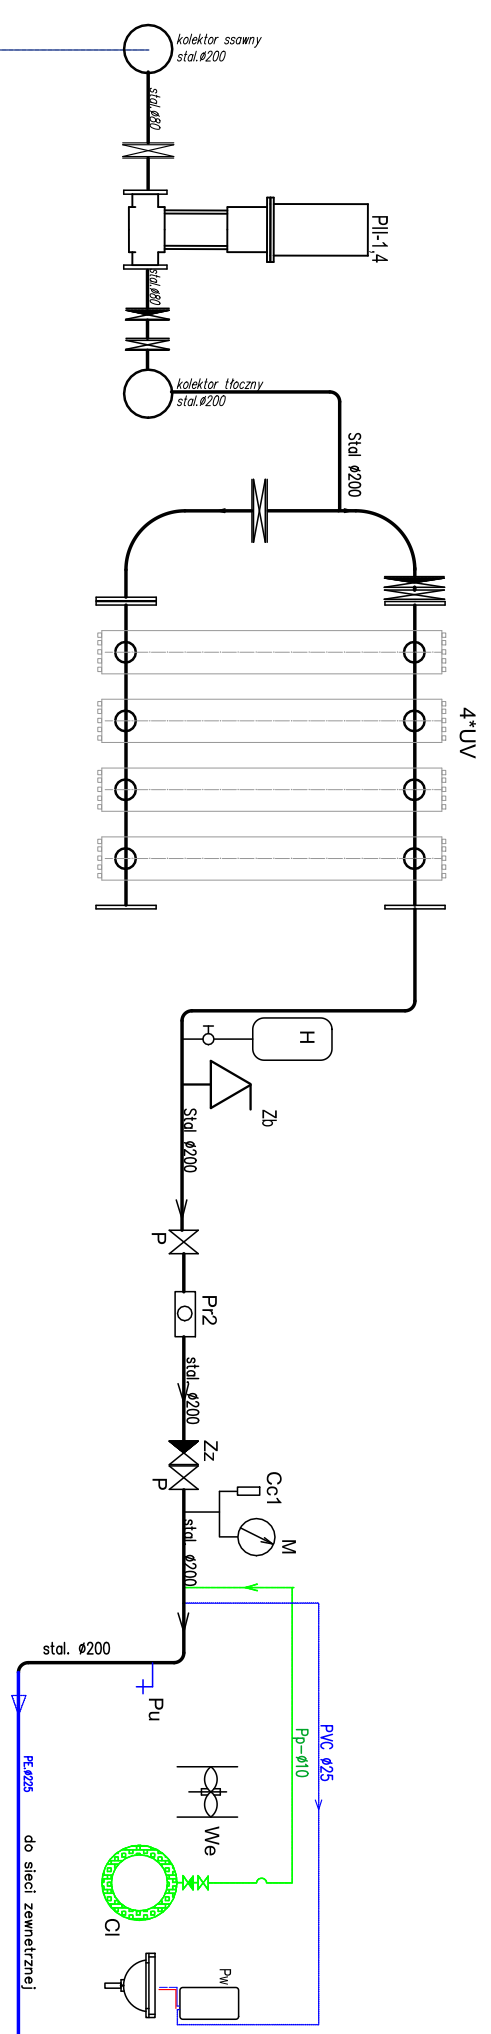 kolektor ssawny
stal.ø200
stal.ø80
PII-1,4
stal.ø80
kolektor tłoczny
stal.ø200
Stal ø200
4*UV
H
Zb
Stal ø200
P
Pr2
stal. ø200
Zz
P
Cc1
M
stal. ø200
stal. ø200
Pu
PVC ø25
Pp-ø10
PE.ø225
We
do sieci zewnetrznej
Cl
Pw